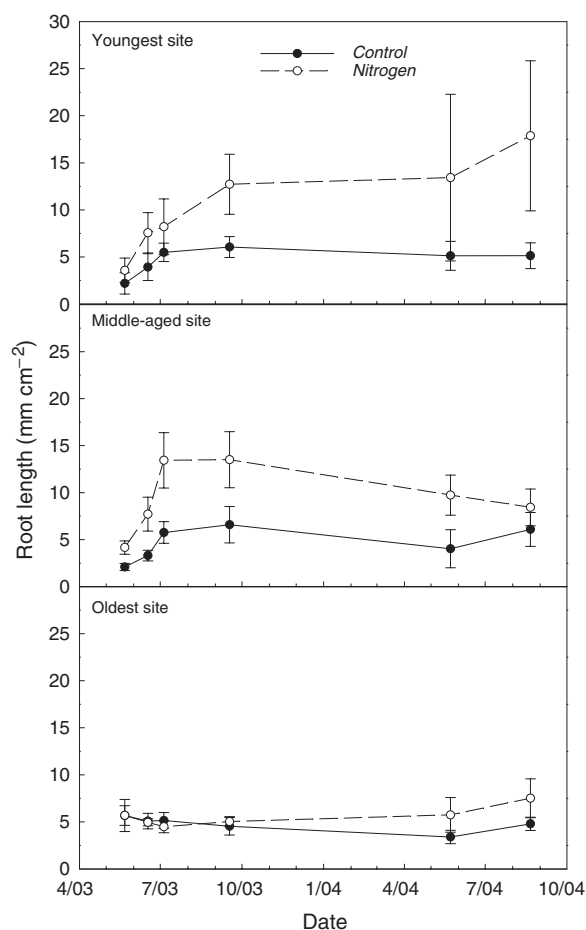 30
Youngest site
Control
Nitrogen
25
20
15
10
5
0
Middle-aged site
25
20
15
10
5
0
Oldest site
25
20
15
10
5
0
Root length (mm cm⁻²)
4/03 7/03 10/03 1/04 4/04 7/04 10/04
Date